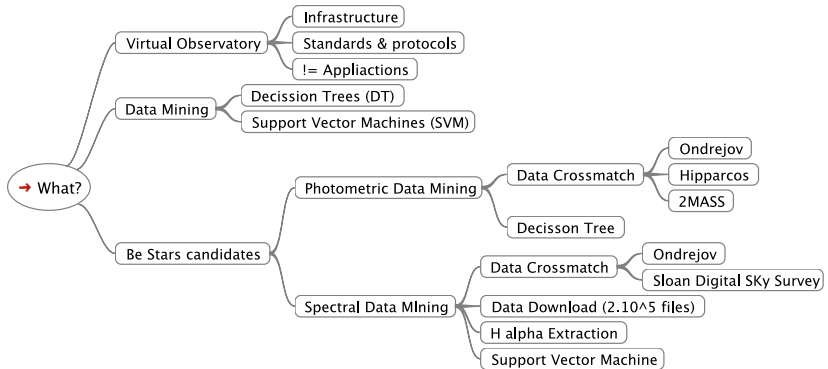 → What?
Virtual Observatory
Infrastructure
Standards & protocols
!= Appliactions
Data Mining
Decission Trees (DT)
Support Vector Machines (SVM)
Be Stars candidates
Photometric Data Mining
Data Crossmatch
Ondrejov
Hipparcos
2MASS
Decisson Tree
Spectral Data MIning
Data Crossmatch
Ondrejov
Sloan Digital SKy Survey
Data Download (2.10^5 files)
H alpha Extraction
Support Vector Machine